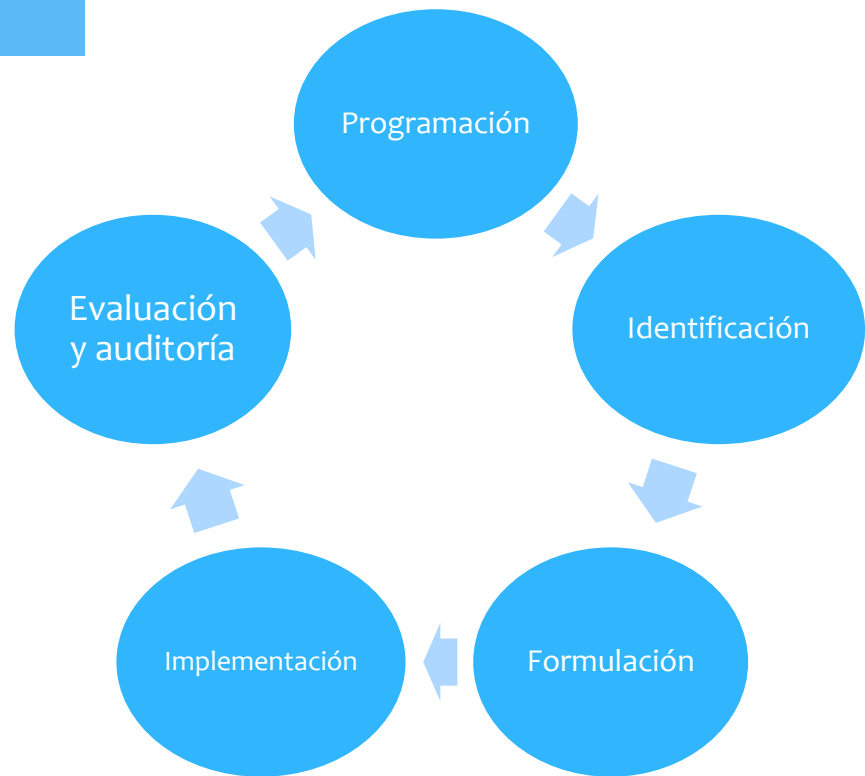 Programación
Identificación
Formulación
Implementación
Evaluación
y auditoría